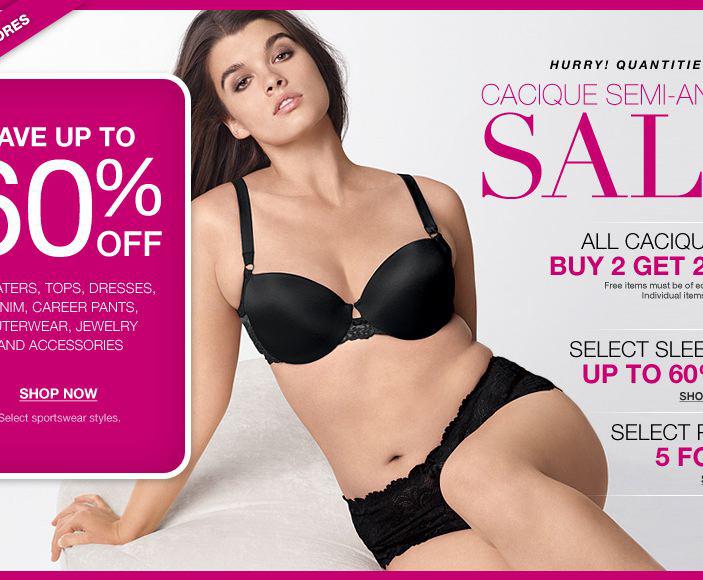 ORES
AVE UP TO
60%
OFF
ATERS, TOPS, DRESSES,
NIM, CAREER PANTS,
UTERWEAR, JEWELRY
AND ACCESSORIES
SHOP NOW
Select sportswear styles.
HURRY! QUANTITIE
CACIQUE SEMI-AN
SAL
ALL CACIQU
BUY 2 GET 2
Free items must be of eq
Individual items
SELECT SLEE
UP TO 60%
SHO
SELECT P
5 FO